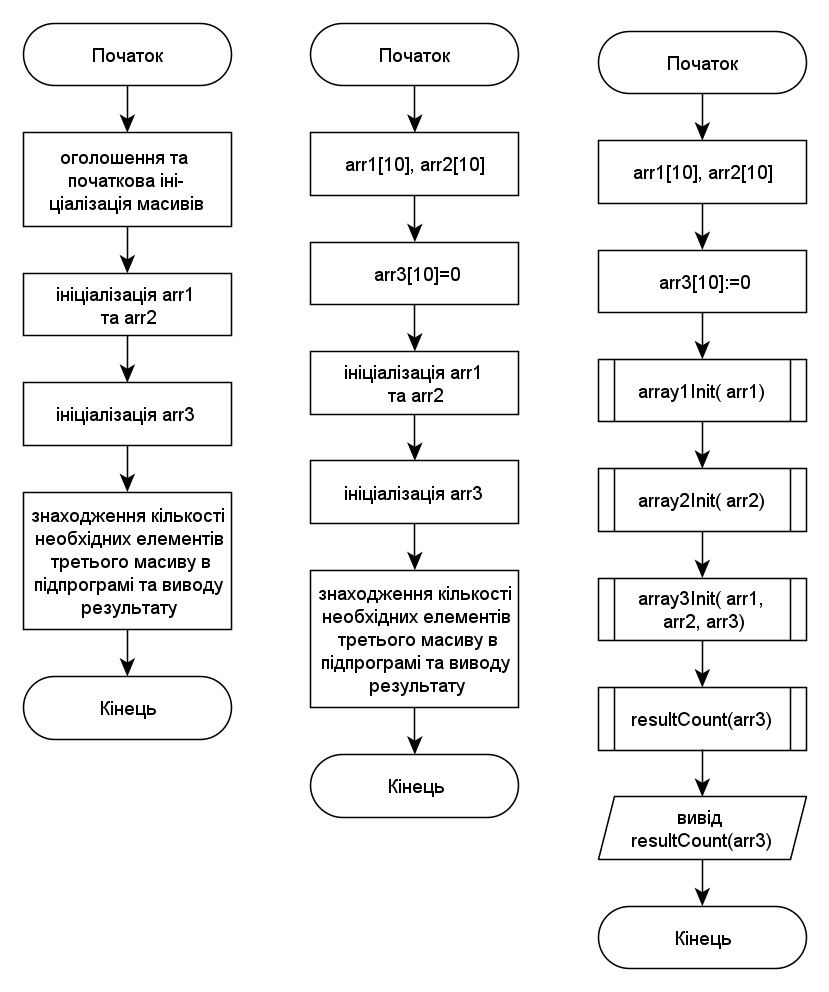 Початок
оголошення та
початкова іні-
ціалізація масивів
ініціалізація arr1
та arr2
ініціалізація arr3
знаходження кількості
необхідних елементів
третього масиву в
підпрограмі та виводу
результату
Кінець
Початок
arr1[10], arr2[10]
arr3[10]=0
ініціалізація arr1
та arr2
ініціалізація arr3
знаходження кількості
необхідних елементів
третього масиву в
підпрограмі та виводу
результату
Кінець
Початок
arr1[10], arr2[10]
arr3[10]:=0
array1Init( arr1)
array2Init( arr2)
array3Init( arr1,
arr2, arr3)
resultCount(arr3)
вивід
resultCount(arr3)
Кінець